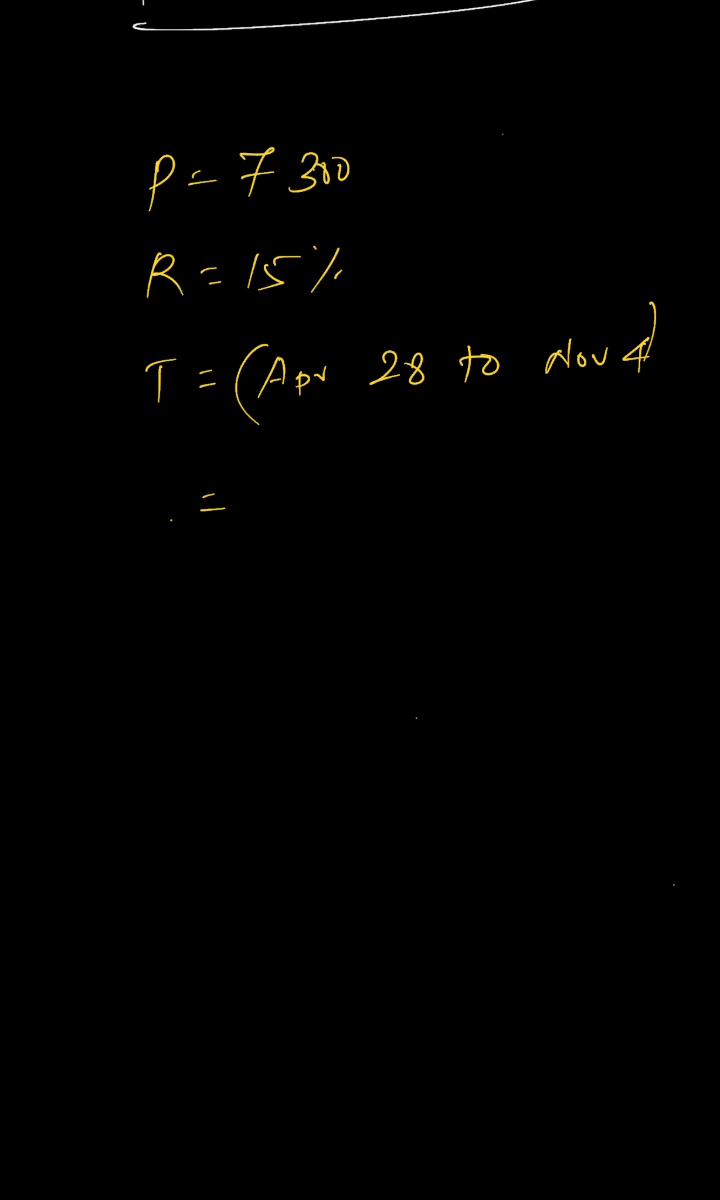 P = 7300
R = 15%
T = (Apr 28 to Nov 4)
=